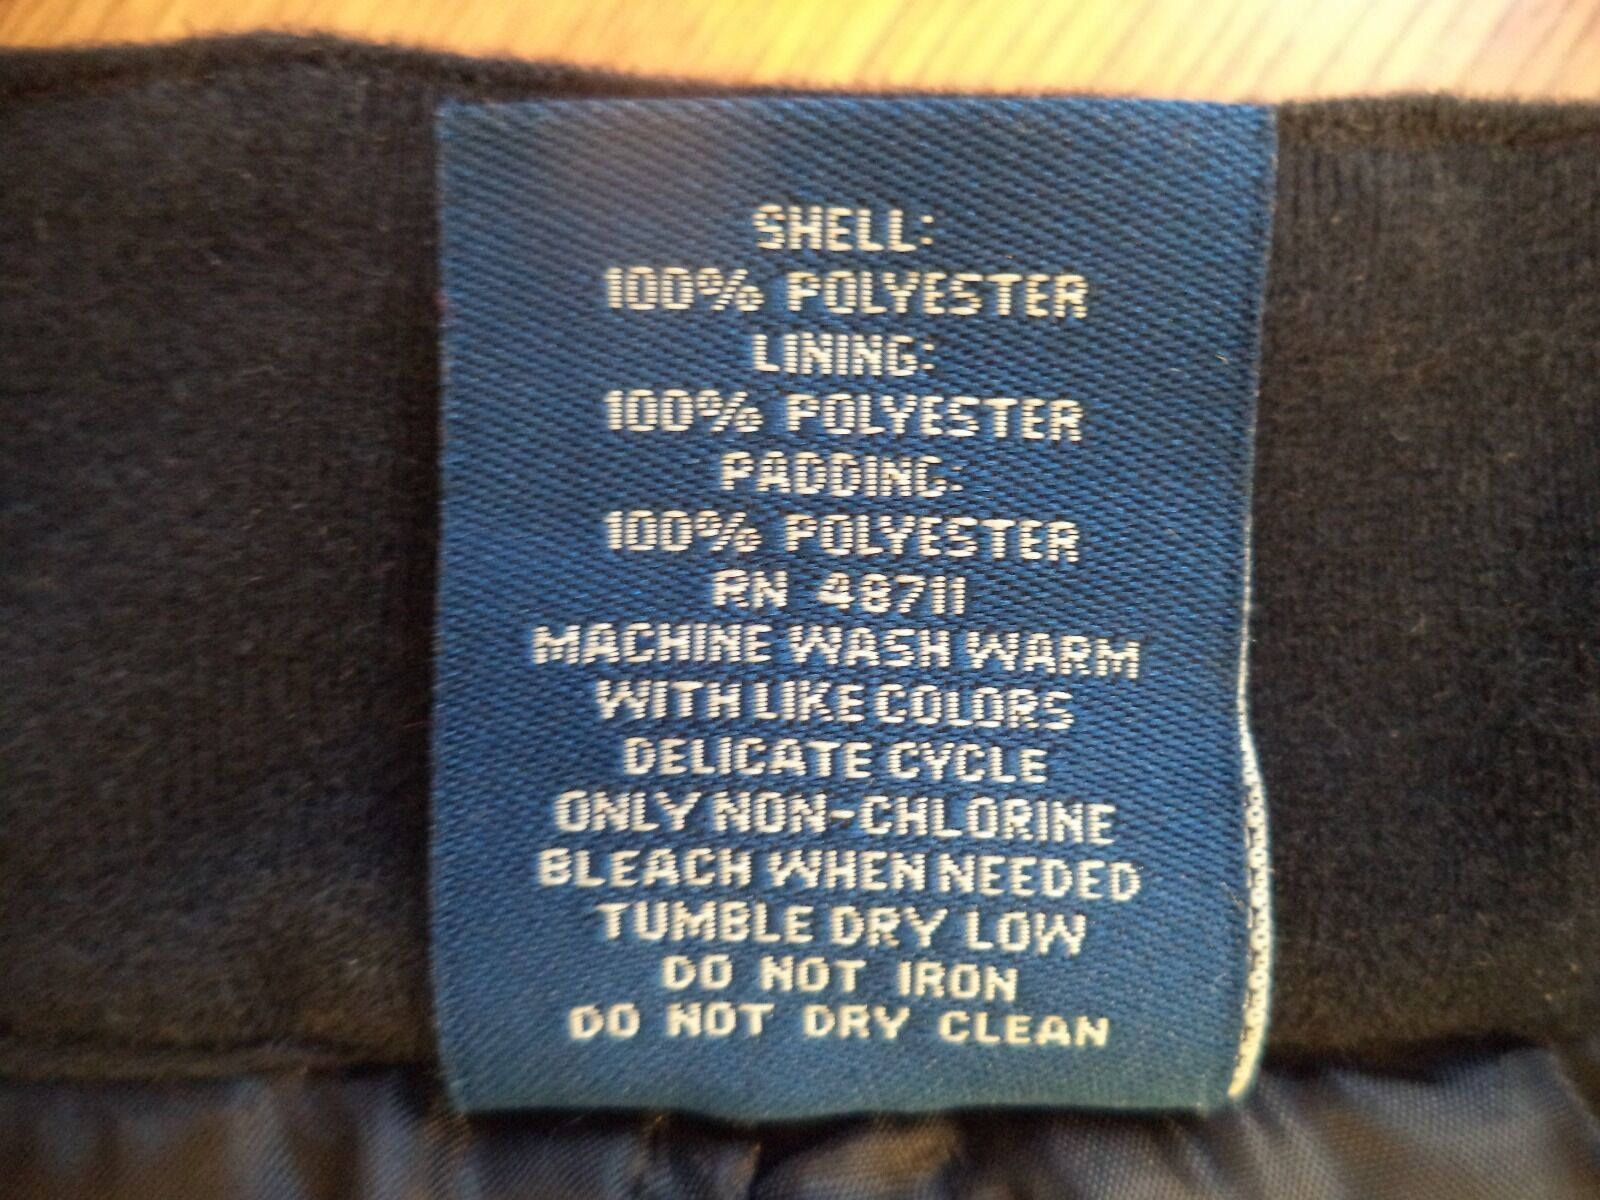 SHELL:
100% POLYESTER
LINING:
100% POLYESTER
PADDING:
100% POLYESTER
RN 48711
MACHINE WASH WARM
WITH LIKE COLORS
DELICATE CYCLE
ONLY NON-CHLORINE
BLEACH WHEN NEEDED
TUMBLE DRY LOW
DO NOT IRON
DO NOT DRY CLEAN